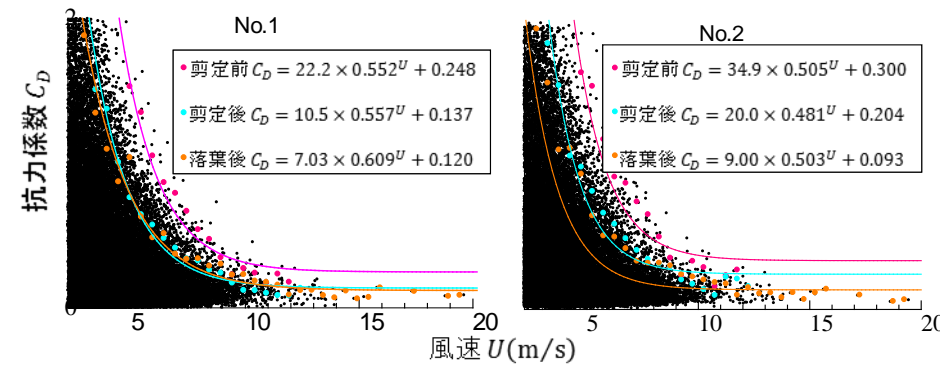 No.1
剪定前 C_D = 22.2 × 0.552^U + 0.248
剪定後 C_D = 10.5 × 0.557^U + 0.137
落葉後 C_D = 7.03 × 0.609^U + 0.120
No.2
剪定前 C_D = 34.9 × 0.505^U + 0.300
剪定後 C_D = 20.0 × 0.481^U + 0.204
落葉後 C_D = 9.00 × 0.503^U + 0.093
抗力係数 C_D
5 10 15 20
5 10 15 20
風速 U(m/s)